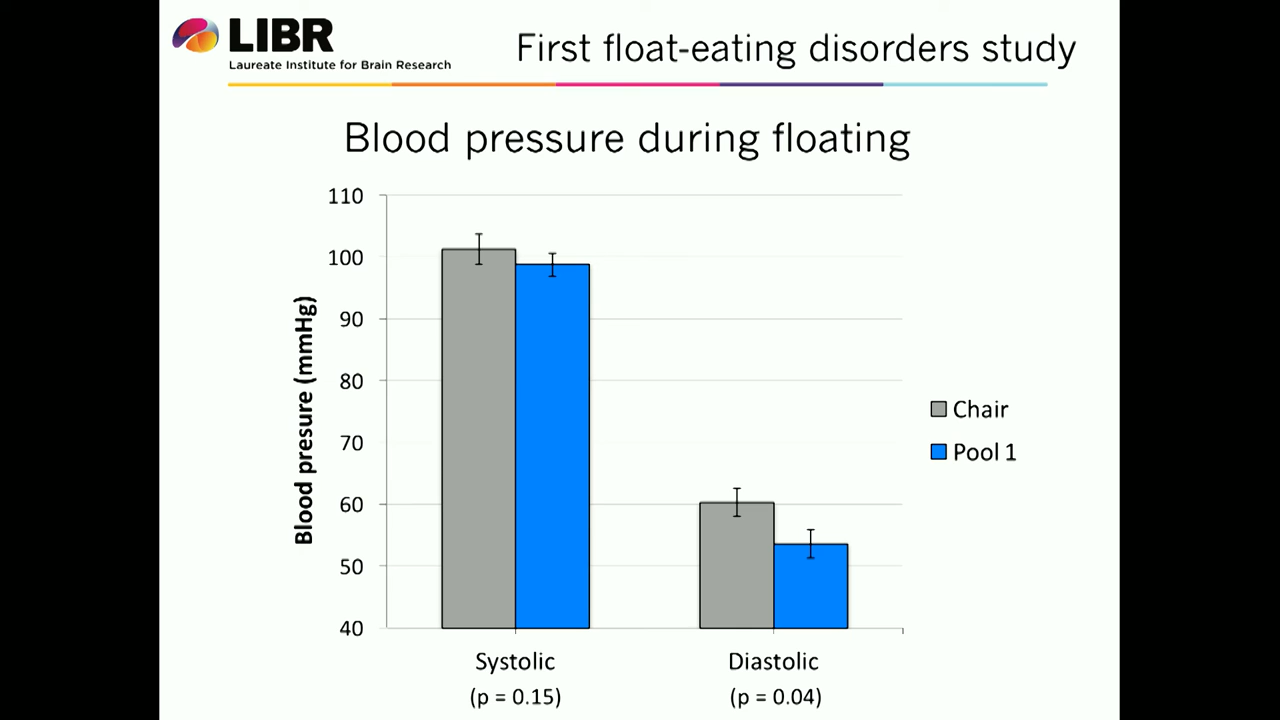 LIBR
Laureate Institute for Brain Research
First float-eating disorders study
Blood pressure during floating
Blood presure (mmHg)
110
100
90
80
70
60
50
40
Chair
Pool 1
Systolic
Diastolic
(p = 0.15)
(p = 0.04)